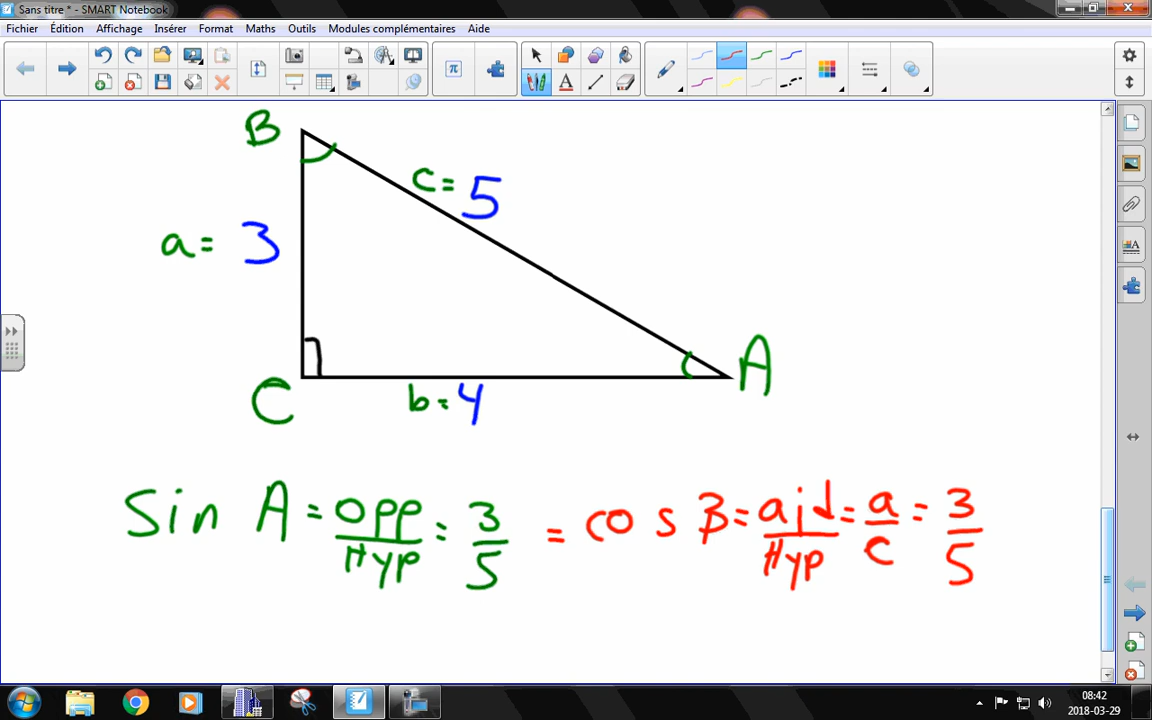 Sans titre * - SMART Notebook
Fichier Édition Affichage Insérer Format Maths Outils Modules complémentaires Aide
B
c = 5
a = 3
A
C
b = 4
Sin A = opp/Hyp = 3/5 = cos B = ajd/Hyp = a/c = 3/5
08:42
2018-03-29